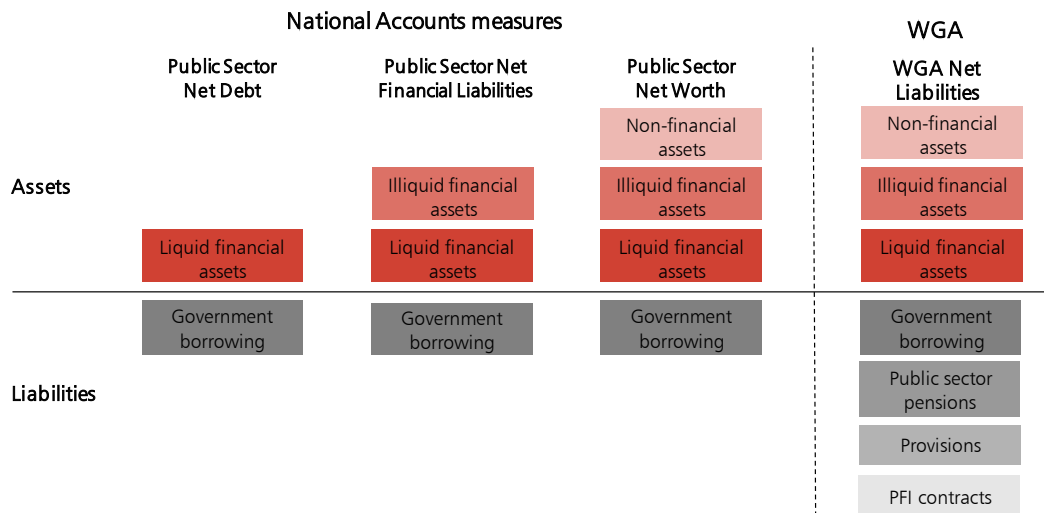 National Accounts measures
WGA
Public Sector
Net Debt
Public Sector Net
Financial Liabilities
Public Sector
Net Worth
WGA Net
Liabilities
Non-financial
assets
Non-financial
assets
Assets
Illiquid financial
assets
Illiquid financial
assets
Illiquid financial
assets
Liquid financial
assets
Liquid financial
assets
Liquid financial
assets
Liquid financial
assets
Government
borrowing
Government
borrowing
Government
borrowing
Government
borrowing
Liabilities
Public sector
pensions
Provisions
PFI contracts